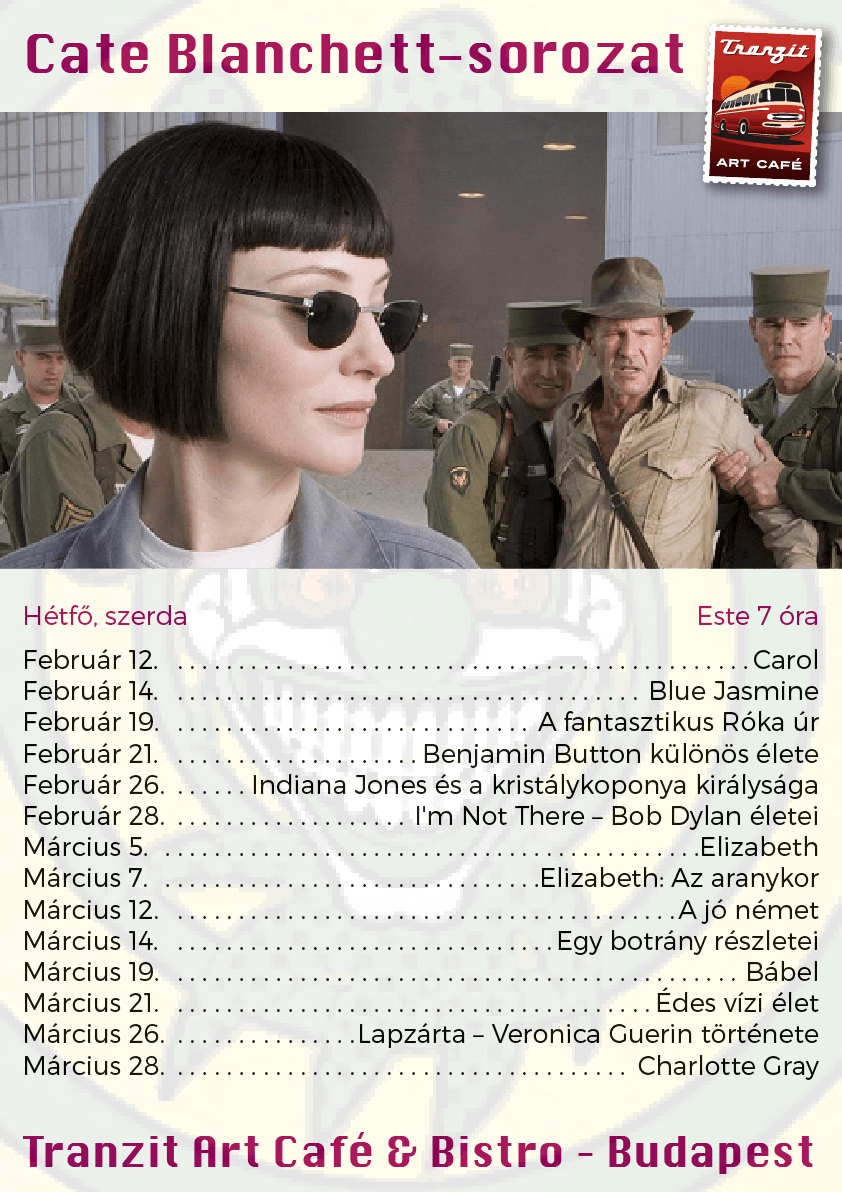 Cate Blanchett-sorozat
Tranzit
ART CAFÉ
Hétfő, szerda
Este 7 óra
Február 12. . . . . . . . . . . . . . . . . . . . . . . . . . . . . . . . . . . . . . . . . . . . . . . . Carol
Február 14. . . . . . . . . . . . . . . . . . . . . . . . . . . . . . . . . . . . . . . Blue Jasmine
Február 19. . . . . . . . . . . . . . . . . . . . . . . . . . . . . . A fantasztikus Róka úr
Február 21. . . . . . . . . . . . . . . . . . . . . Benjamin Button különös élete
Február 26. . . . . . . Indiana Jones és a kristálykoponya királysága
Február 28. . . . . . . . . . . . . . . . . . . . I'm Not There – Bob Dylan életei
Március 5. . . . . . . . . . . . . . . . . . . . . . . . . . . . . . . . . . . . . . . . . . . . .Elizabeth
Március 7. . . . . . . . . . . . . . . . . . . . . . . . . . . . . . . .Elizabeth: Az aranykor
Március 12. . . . . . . . . . . . . . . . . . . . . . . . . . . . . . . . . . . . . . . . . . A jó német
Március 14. . . . . . . . . . . . . . . . . . . . . . . . . . . . . . . . Egy botrány részletei
Március 19. . . . . . . . . . . . . . . . . . . . . . . . . . . . . . . . . . . . . . . . . . . . . . . Bábel
Március 21. . . . . . . . . . . . . . . . . . . . . . . . . . . . . . . . . . . . . . . . Édes vízi élet
Március 26. . . . . . . . . . . . . . . .Lapzárta – Veronica Guerin története
Március 28. . . . . . . . . . . . . . . . . . . . . . . . . . . . . . . . . . . . . . Charlotte Gray
Tranzit Art Café & Bistro - Budapest